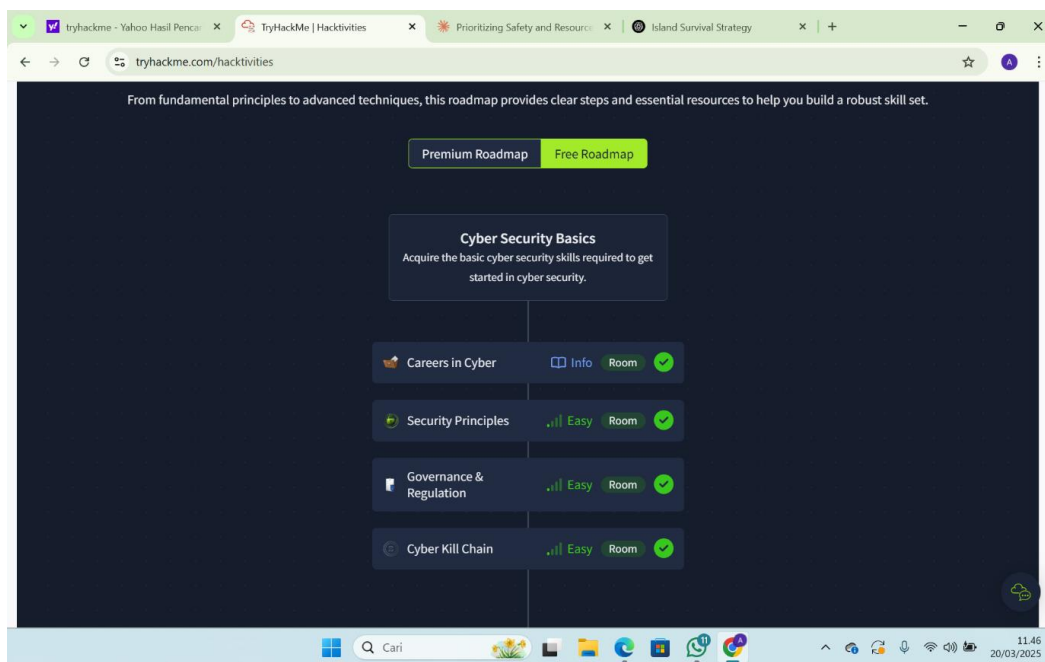 tryhackme - Yahoo Hasil Pencar
TryHackMe | Hacktivities
Prioritizing Safety and Resource
Island Survival Strategy
tryhackme.com/hacktivities
A
From fundamental principles to advanced techniques, this roadmap provides clear steps and essential resources to help you build a robust skill set.
Premium Roadmap
Free Roadmap
Cyber Security Basics
Acquire the basic cyber security skills required to get
started in cyber security.
Careers in Cyber Info Room
Security Principles Easy Room
Governance &
Regulation
Easy Room
Cyber Kill Chain Easy Room
Cari
11
A
11.46
20/03/2025